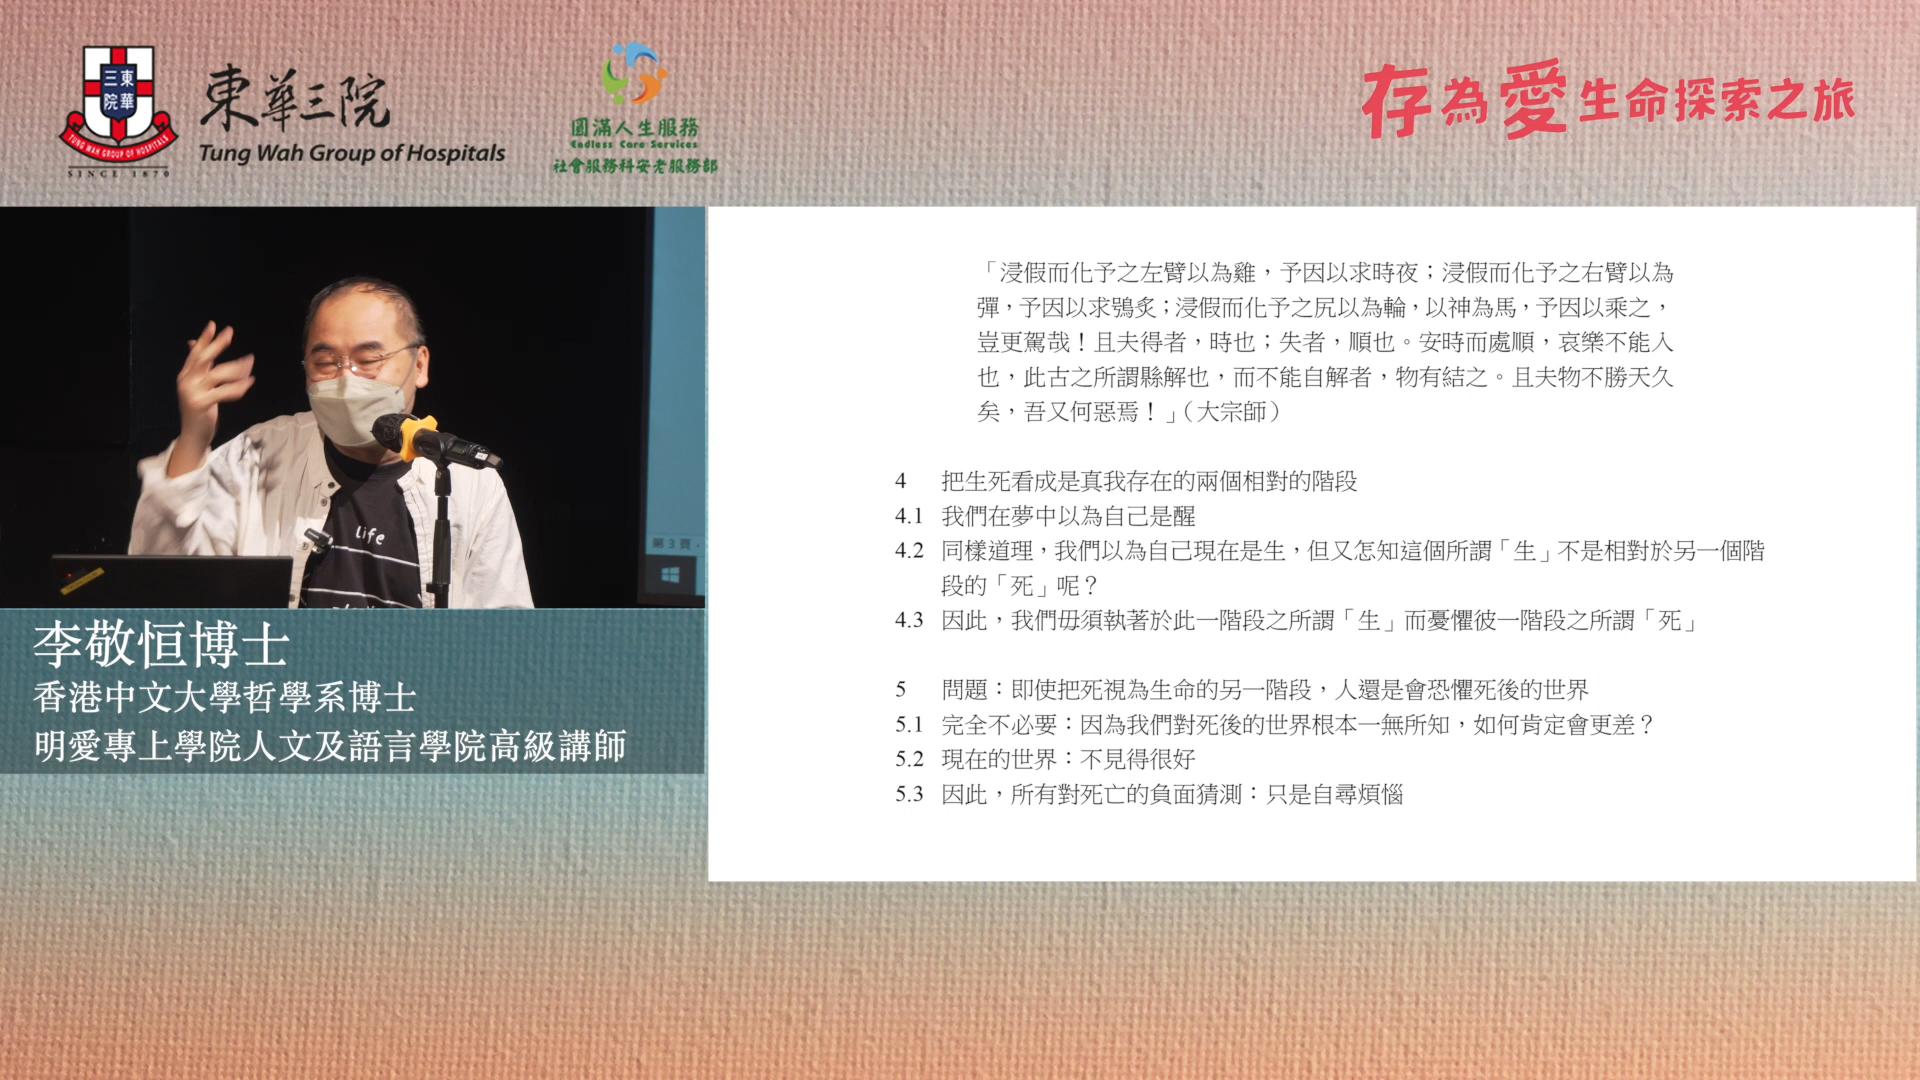 三東
院華
TUNG WAH GROUP OF HOSPITALS
SINCE 1870
東華三院
Tung Wah Group of Hospitals
圓滿人生服務
Endless Care Services
社會服務科安老服務部
存為愛生命探索之旅
「浸假而化予之左臂以為雞，予因以求時夜；浸假而化予之右臂以為
彈，予因以求鴞炙；浸假而化予之尻以為輪，以神為馬，予因以乘之，
豈更駕哉！且夫得者，時也；失者，順也。安時而處順，哀樂不能入
也，此古之所謂縣解也，而不能自解者，物有結之。且夫物不勝天久
矣，吾又何惡焉！」（大宗師）
4 把生死看成是真我存在的兩個相對的階段
4.1 我們在夢中以為自己是醒
4.2 同樣道理，我們以為自己現在是生，但又怎知這個所謂「生」不是相對於另一個階
段的「死」呢？
4.3 因此，我們毋須執著於此一階段之所謂「生」而憂懼彼一階段之所謂「死」
5 問題：即使把死視為生命的另一階段，人還是會恐懼死後的世界
5.1 完全不必要：因為我們對死後的世界根本一無所知，如何肯定會更差？
5.2 現在的世界：不見得很好
5.3 因此，所有對死亡的負面猜測：只是自尋煩惱
life
第 3 頁，
李敬恒博士
香港中文大學哲學系博士
明愛專上學院人文及語言學院高級講師